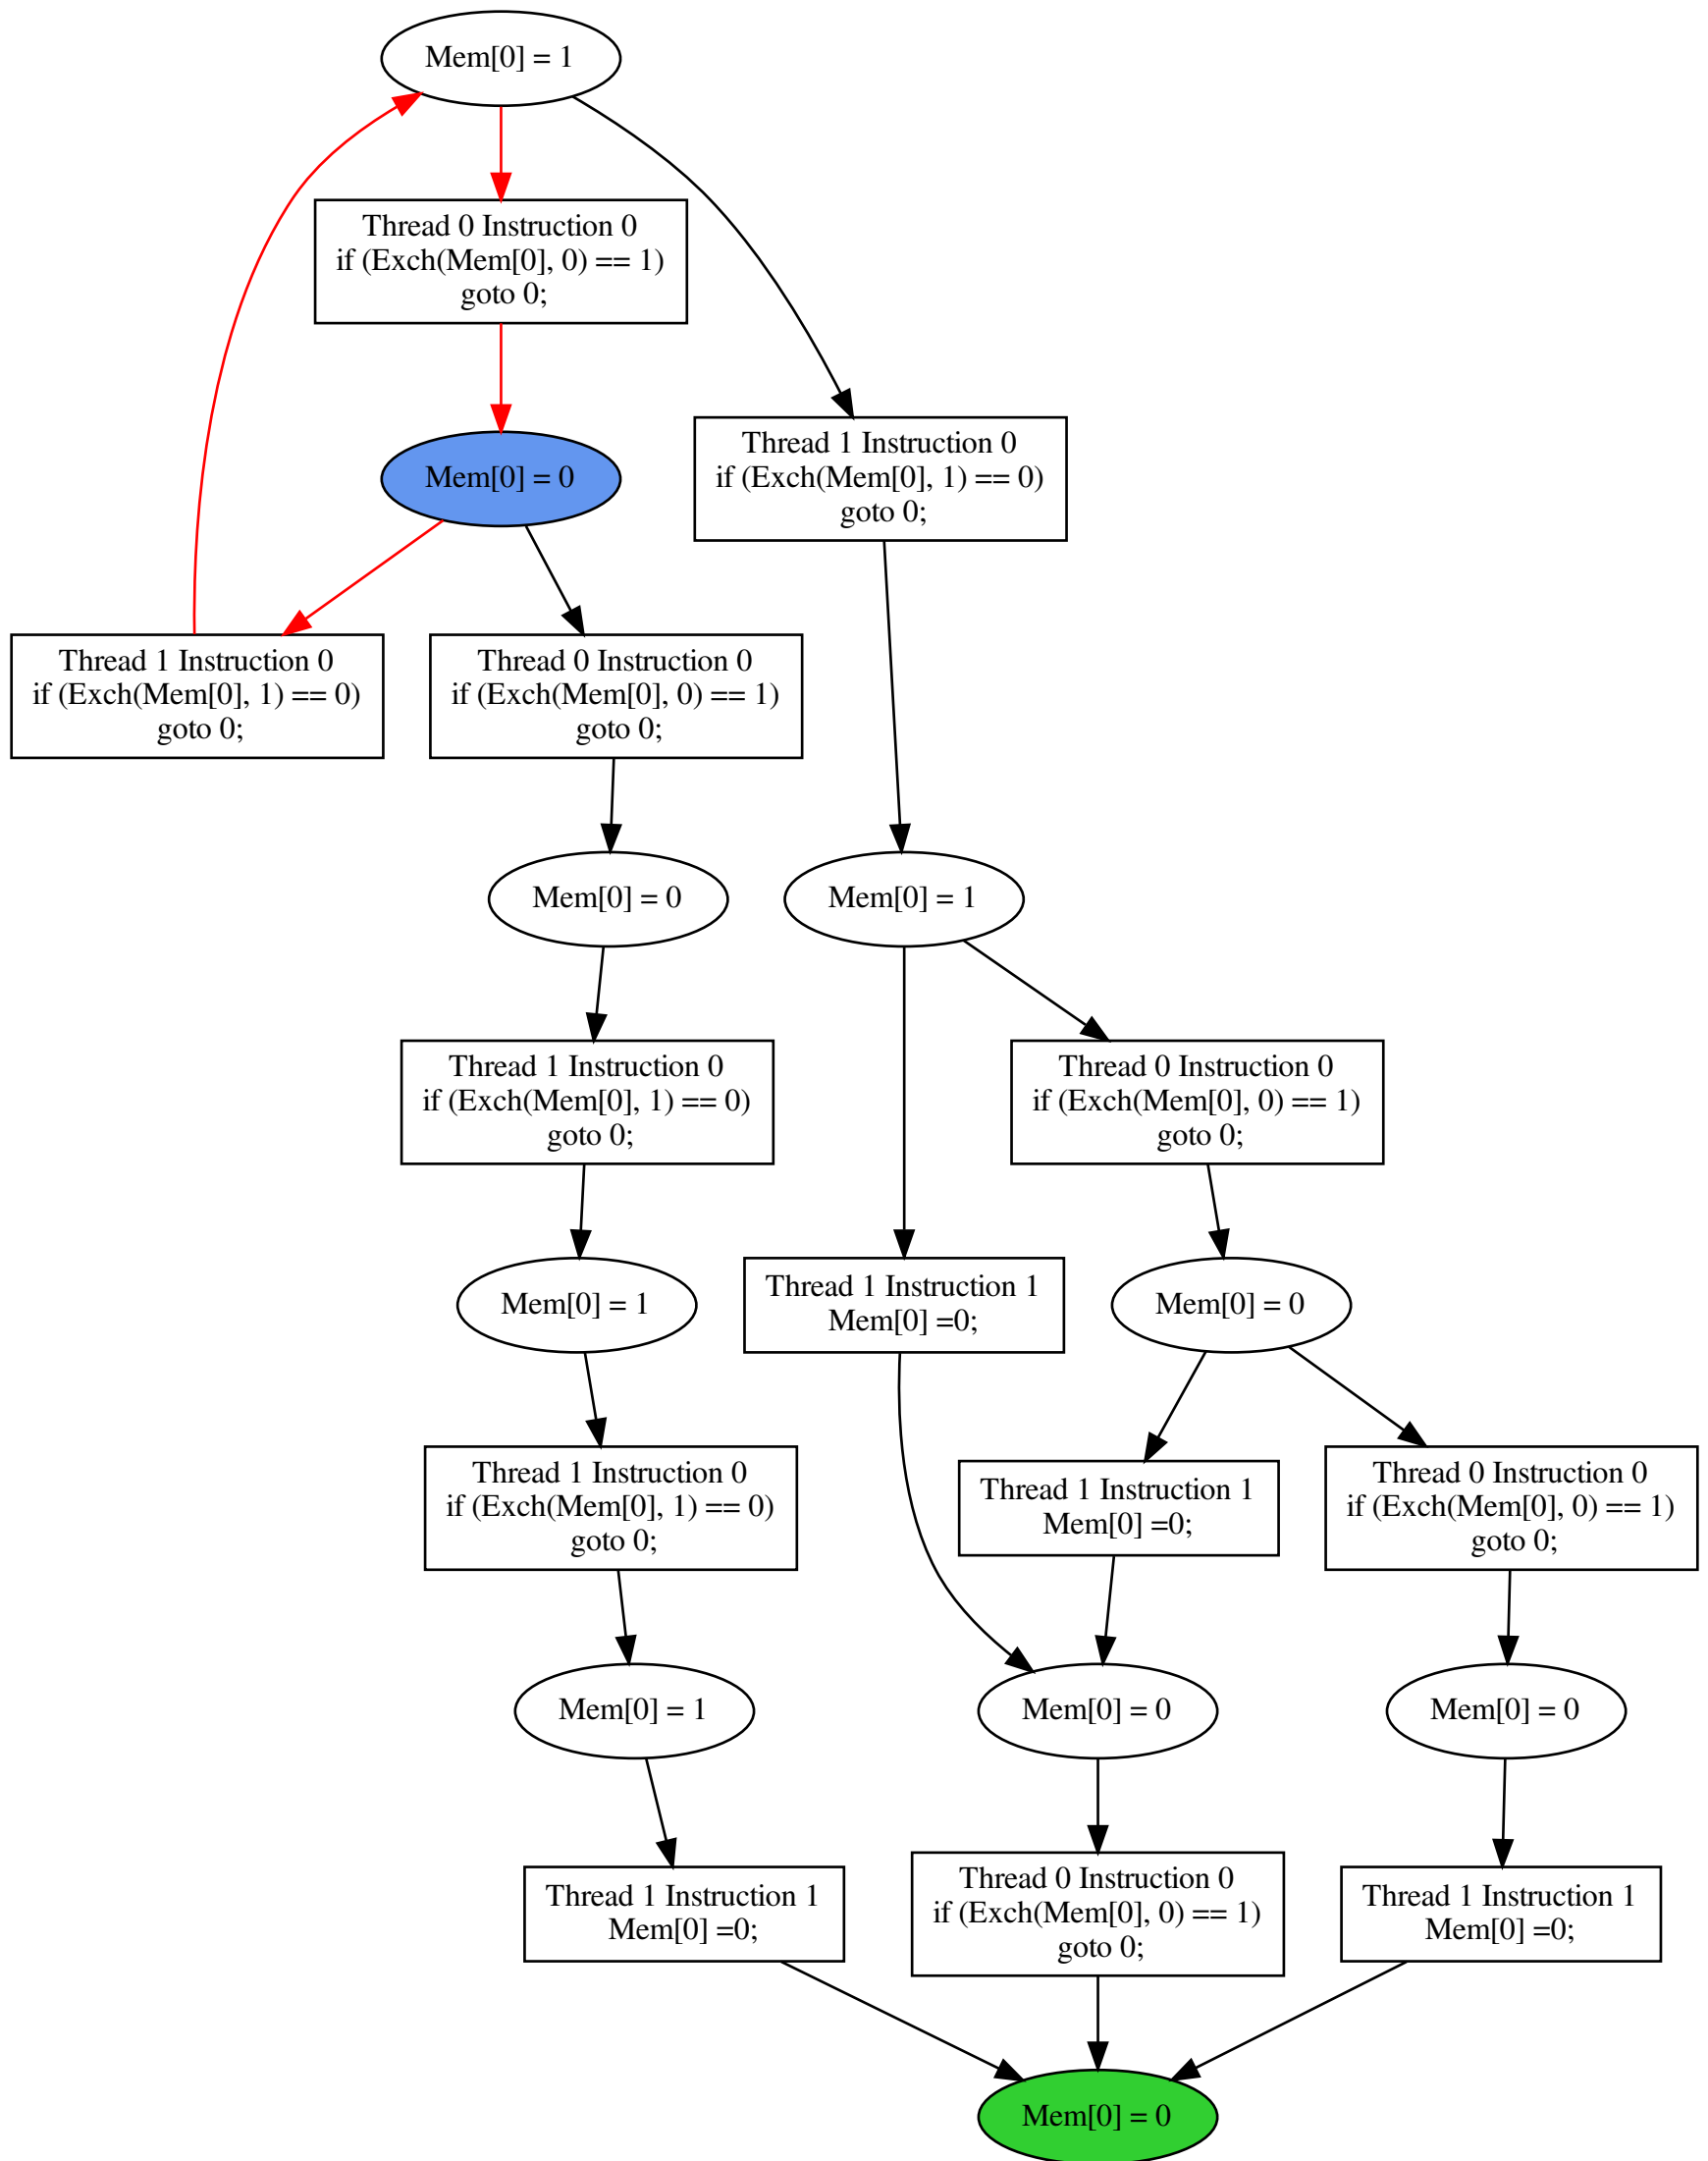 Mem[0] = 1
Thread 0 Instruction 0
if (Exch(Mem[0], 0) == 1)
goto 0;
Mem[0] = 0
Thread 1 Instruction 0
if (Exch(Mem[0], 1) == 0)
goto 0;
Thread 1 Instruction 0
if (Exch(Mem[0], 1) == 0)
goto 0;
Thread 0 Instruction 0
if (Exch(Mem[0], 0) == 1)
goto 0;
Mem[0] = 0
Mem[0] = 1
Thread 1 Instruction 0
if (Exch(Mem[0], 1) == 0)
goto 0;
Thread 0 Instruction 0
if (Exch(Mem[0], 0) == 1)
goto 0;
Mem[0] = 1
Thread 1 Instruction 1
Mem[0] =0;
Mem[0] = 0
Thread 1 Instruction 0
if (Exch(Mem[0], 1) == 0)
goto 0;
Thread 1 Instruction 1
Mem[0] =0;
Thread 0 Instruction 0
if (Exch(Mem[0], 0) == 1)
goto 0;
Mem[0] = 1
Mem[0] = 0
Mem[0] = 0
Thread 1 Instruction 1
Mem[0] =0;
Thread 0 Instruction 0
if (Exch(Mem[0], 0) == 1)
goto 0;
Thread 1 Instruction 1
Mem[0] =0;
Mem[0] = 0